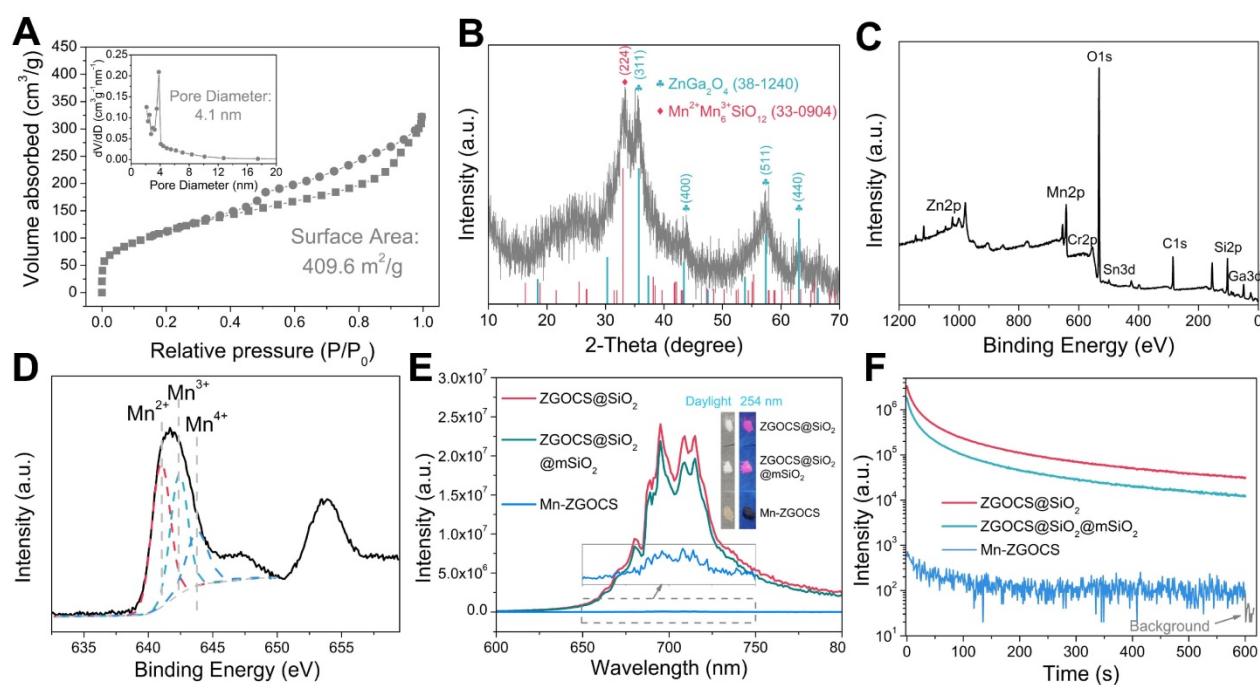 A
Volume absorbed (cm³/g)
450
400
350
300
250
200
150
100
50
0
0.0 0.2 0.4 0.6 0.8 1.0
Relative pressure (P/P₀)
Surface Area:
409.6 m²/g
dV/dD (cm³g⁻¹nm⁻¹)
0.25
0.20
0.15
0.10
0.05
0.00
0 4 8 12 16 20
Pore Diameter (nm)
Pore Diameter:
4.1 nm
B
Intensity (a.u.)
♦ (224)
♣ (311)
♣ ZnGa₂O₄ (38-1240)
♦ Mn²⁺Mn₆³⁺SiO₁₂ (33-0904)
♣(400)
♣(511)
♣(440)
10 20 30 40 50 60 70
2-Theta (degree)
C
Intensity (a.u.)
O1s
Mn2p
Zn2p
Cr2p
Sn3d
C1s
Si2p
Ga3d
1200 1000 800 600 400 200 0
Binding Energy (eV)
D
Intensity (a.u.)
Mn²⁺
Mn³⁺
Mn⁴⁺
635 640 645 650 655
Binding Energy (eV)
E
Intensity (a.u.)
3.0x10⁷
2.5x10⁷
2.0x10⁷
1.5x10⁷
1.0x10⁷
5.0x10⁶
0.0
ZGOCS@SiO₂
ZGOCS@SiO₂
@mSiO₂
Mn-ZGOCS
Daylight 254 nm
ZGOCS@SiO₂
ZGOCS@SiO₂
@mSiO₂
Mn-ZGOCS
600 650 700 750 80
Wavelength (nm)
F
Intensity (a.u.)
10⁶
10⁵
10⁴
10³
10²
10¹
ZGOCS@SiO₂
ZGOCS@SiO₂@mSiO₂
Mn-ZGOCS
Background
0 100 200 300 400 500 600
Time (s)